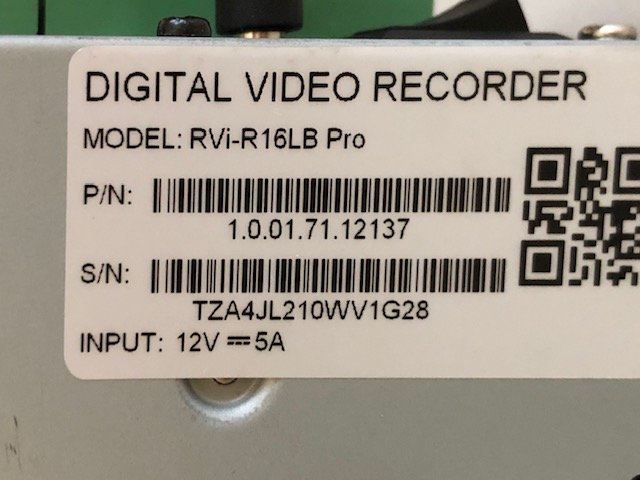 DIGITAL VIDEO RECORDER
MODEL: RVi-R16LB Pro
P/N:
1.0.01.71.12137
S/N:
TZA4JL210WV1G28
INPUT: 12V ⎓ 5A